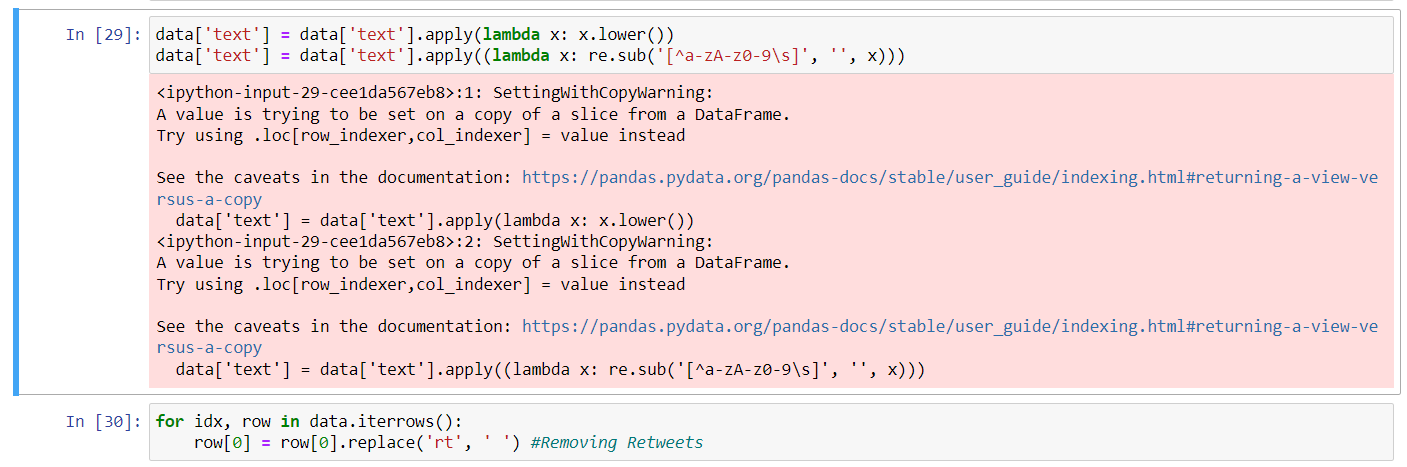 In [29]: data['text'] = data['text'].apply(lambda x: x.lower())
data['text'] = data['text'].apply((lambda x: re.sub('[^a-zA-z0-9\s]', '', x)))
<ipython-input-29-cee1da567eb8>:1: SettingWithCopyWarning:
A value is trying to be set on a copy of a slice from a DataFrame.
Try using .loc[row_indexer,col_indexer] = value instead
See the caveats in the documentation: https://pandas.pydata.org/pandas-docs/stable/user_guide/indexing.html#returning-a-view-ve
rsus-a-copy
data['text'] = data['text'].apply(lambda x: x.lower())
<ipython-input-29-cee1da567eb8>:2: SettingWithCopyWarning:
A value is trying to be set on a copy of a slice from a DataFrame.
Try using .loc[row_indexer,col_indexer] = value instead
See the caveats in the documentation: https://pandas.pydata.org/pandas-docs/stable/user_guide/indexing.html#returning-a-view-ve
rsus-a-copy
data['text'] = data['text'].apply((lambda x: re.sub('[^a-zA-z0-9\s]', '', x)))
In [30]: for idx, row in data.iterrows():
row[0] = row[0].replace('rt', ' ') #Removing Retweets